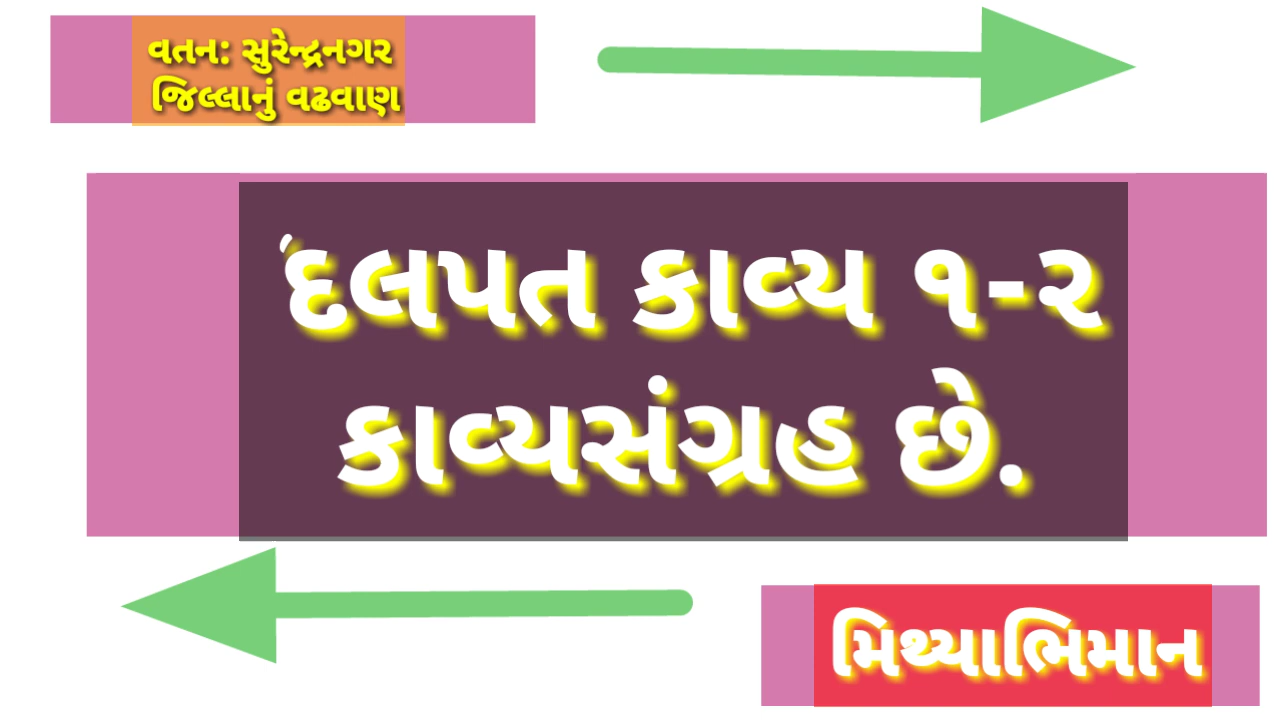 વતન: સુરેન્દ્રનગર
જિલ્લાનું વઢવાણ
‘દલપત કાવ્ય ૧-૨
કાવ્યસંગ્રહ છે.
મિથ્યાભિમાન